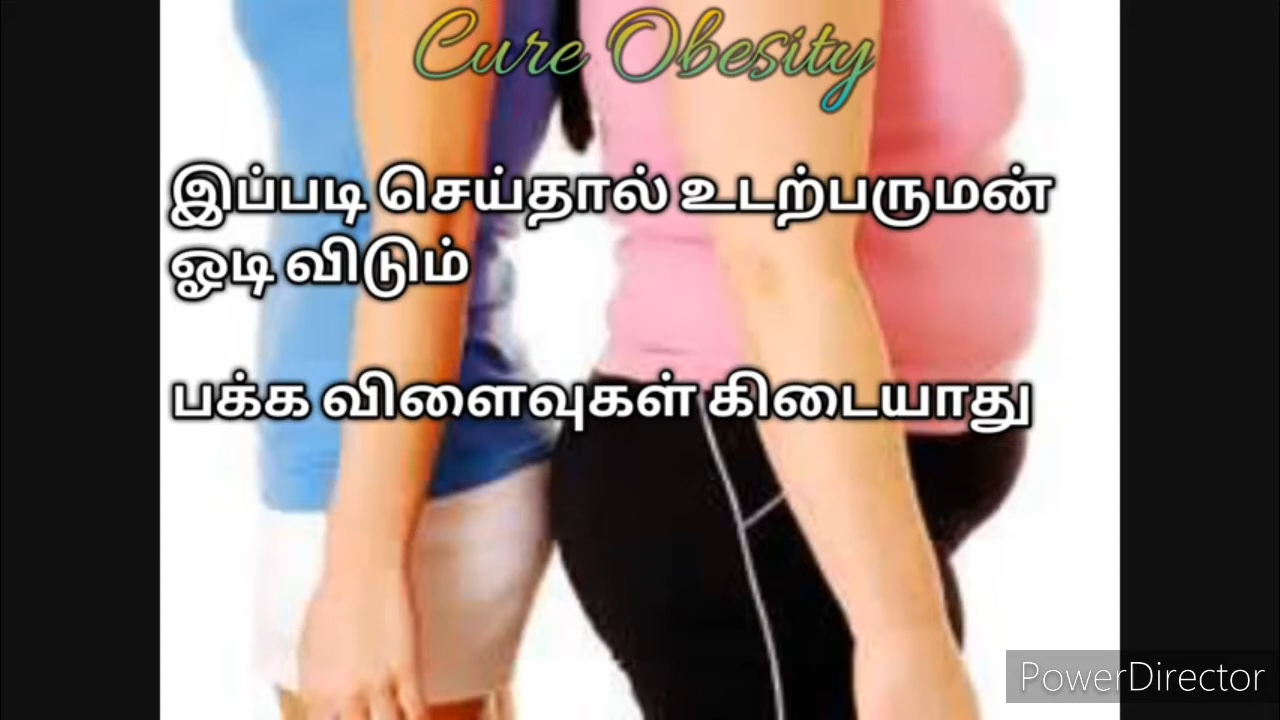 Cure Obesity
இப்படி செய்தால் உடற்பருமன்
ஓடி விடும்
பக்க விளைவுகள் கிடையாது
PowerDirector